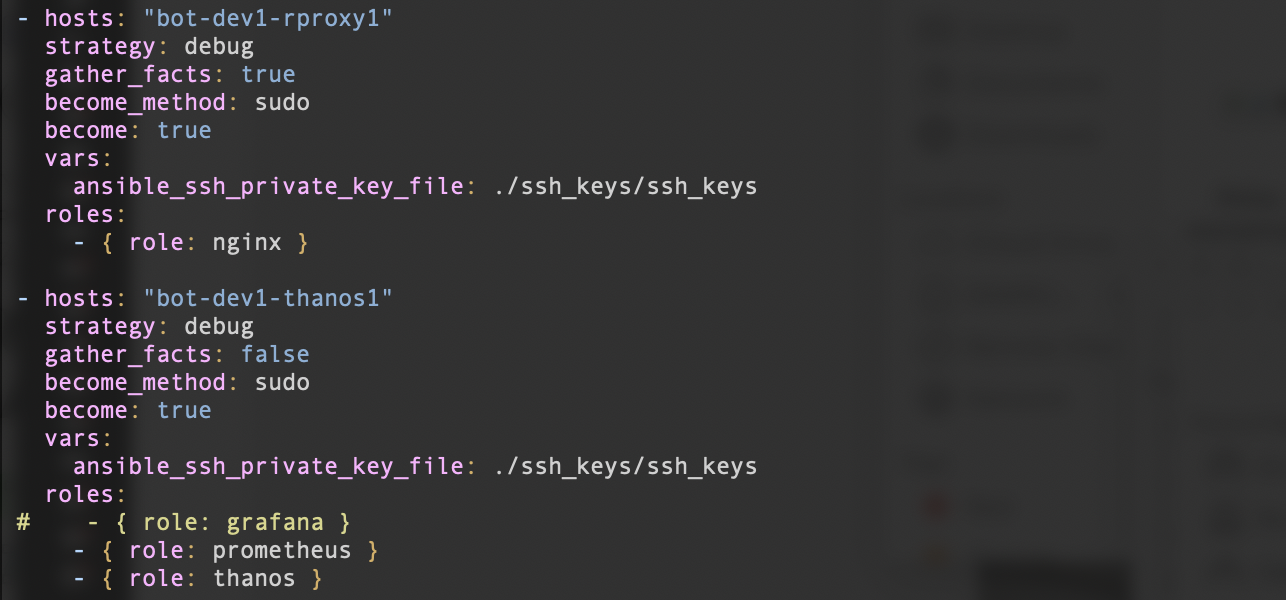 - hosts: "bot-dev1-rproxy1"
  strategy: debug
  gather_facts: true
  become_method: sudo
  become: true
  vars:
    ansible_ssh_private_key_file: ./ssh_keys/ssh_keys
  roles:
    - { role: nginx }

- hosts: "bot-dev1-thanos1"
  strategy: debug
  gather_facts: false
  become_method: sudo
  become: true
  vars:
    ansible_ssh_private_key_file: ./ssh_keys/ssh_keys
  roles:
#    - { role: grafana }
    - { role: prometheus }
    - { role: thanos }